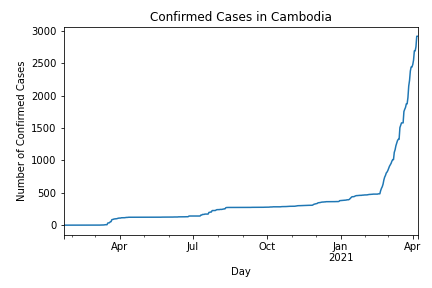 Confirmed Cases in Cambodia
3000
2500
2000
1500
1000
500
0
Number of Confirmed Cases
Apr
Jul
Oct
Jan
2021
Apr
Day